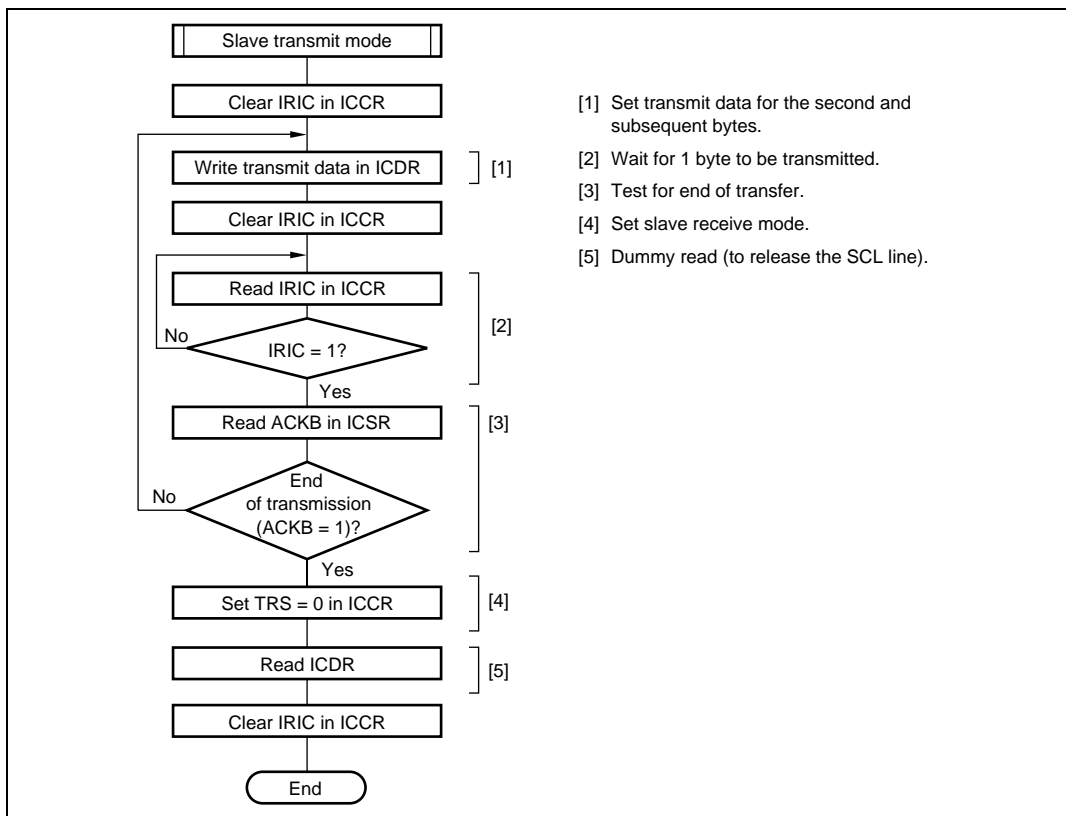 Slave transmit mode
Clear IRIC in ICCR
Write transmit data in ICDR
[1]
Clear IRIC in ICCR
Read IRIC in ICCR
[2]
No
IRIC = 1?
Yes
Read ACKB in ICSR
[3]
No
End
of transmission
(ACKB = 1)?
Yes
Set TRS = 0 in ICCR
[4]
Read ICDR
[5]
Clear IRIC in ICCR
End
[1] Set transmit data for the second and
subsequent bytes.
[2] Wait for 1 byte to be transmitted.
[3] Test for end of transfer.
[4] Set slave receive mode.
[5] Dummy read (to release the SCL line).